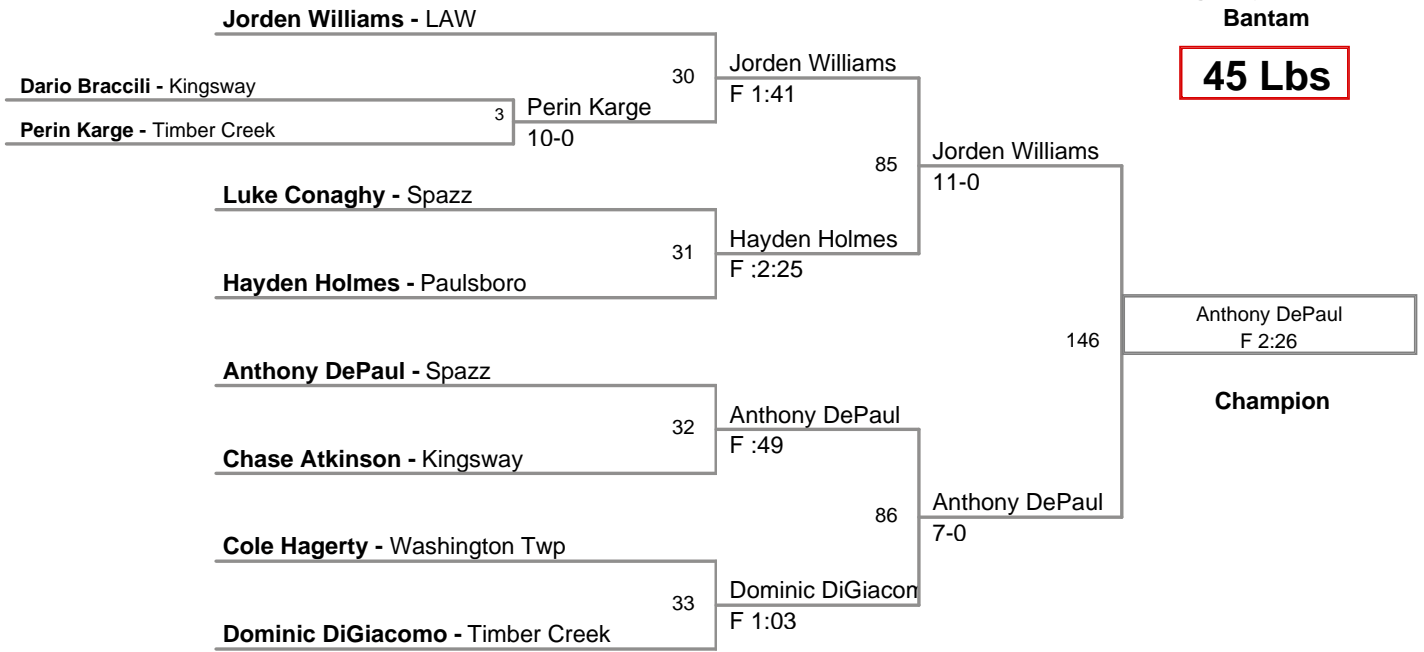 Jorden Williams - LAW
Bantam
45 Lbs
30
Jorden Williams
F 1:41
Dario Braccili - Kingsway
3
Perin Karge
10-0
Perin Karge - Timber Creek
85
Jorden Williams
11-0
Luke Conaghy - Spazz
31
Hayden Holmes
F :2:25
Hayden Holmes - Paulsboro
146
Anthony DePaul
F 2:26
Champion
Anthony DePaul - Spazz
32
Anthony DePaul
F :49
Chase Atkinson - Kingsway
86
Anthony DePaul
7-0
Cole Hagerty - Washington Twp
33
Dominic DiGiacom
F 1:03
Dominic DiGiacomo - Timber Creek